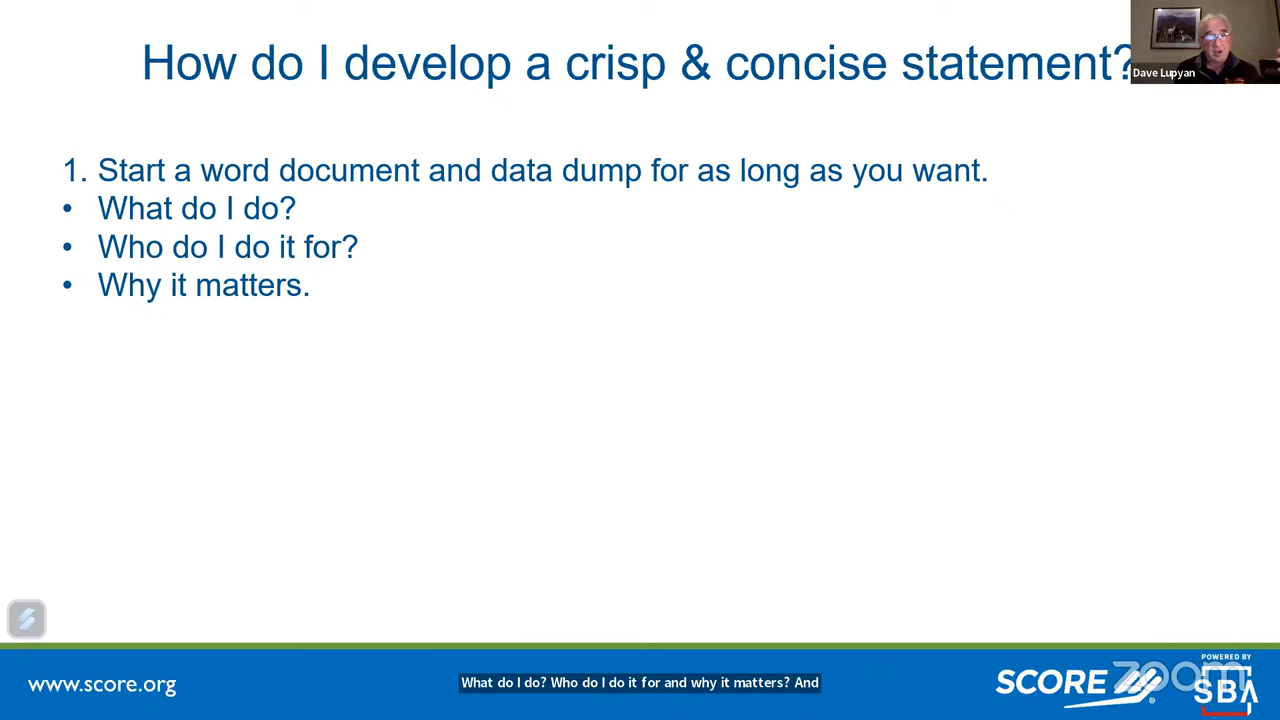 How do I develop a crisp & concise statement?
Dave Lupyan
1. Start a word document and data dump for as long as you want.
• What do I do?
• Who do I do it for?
• Why it matters.
www.score.org
What do I do? Who do I do it for and why it matters? And
SCORE
®
zoom
POWERED BY
SBA